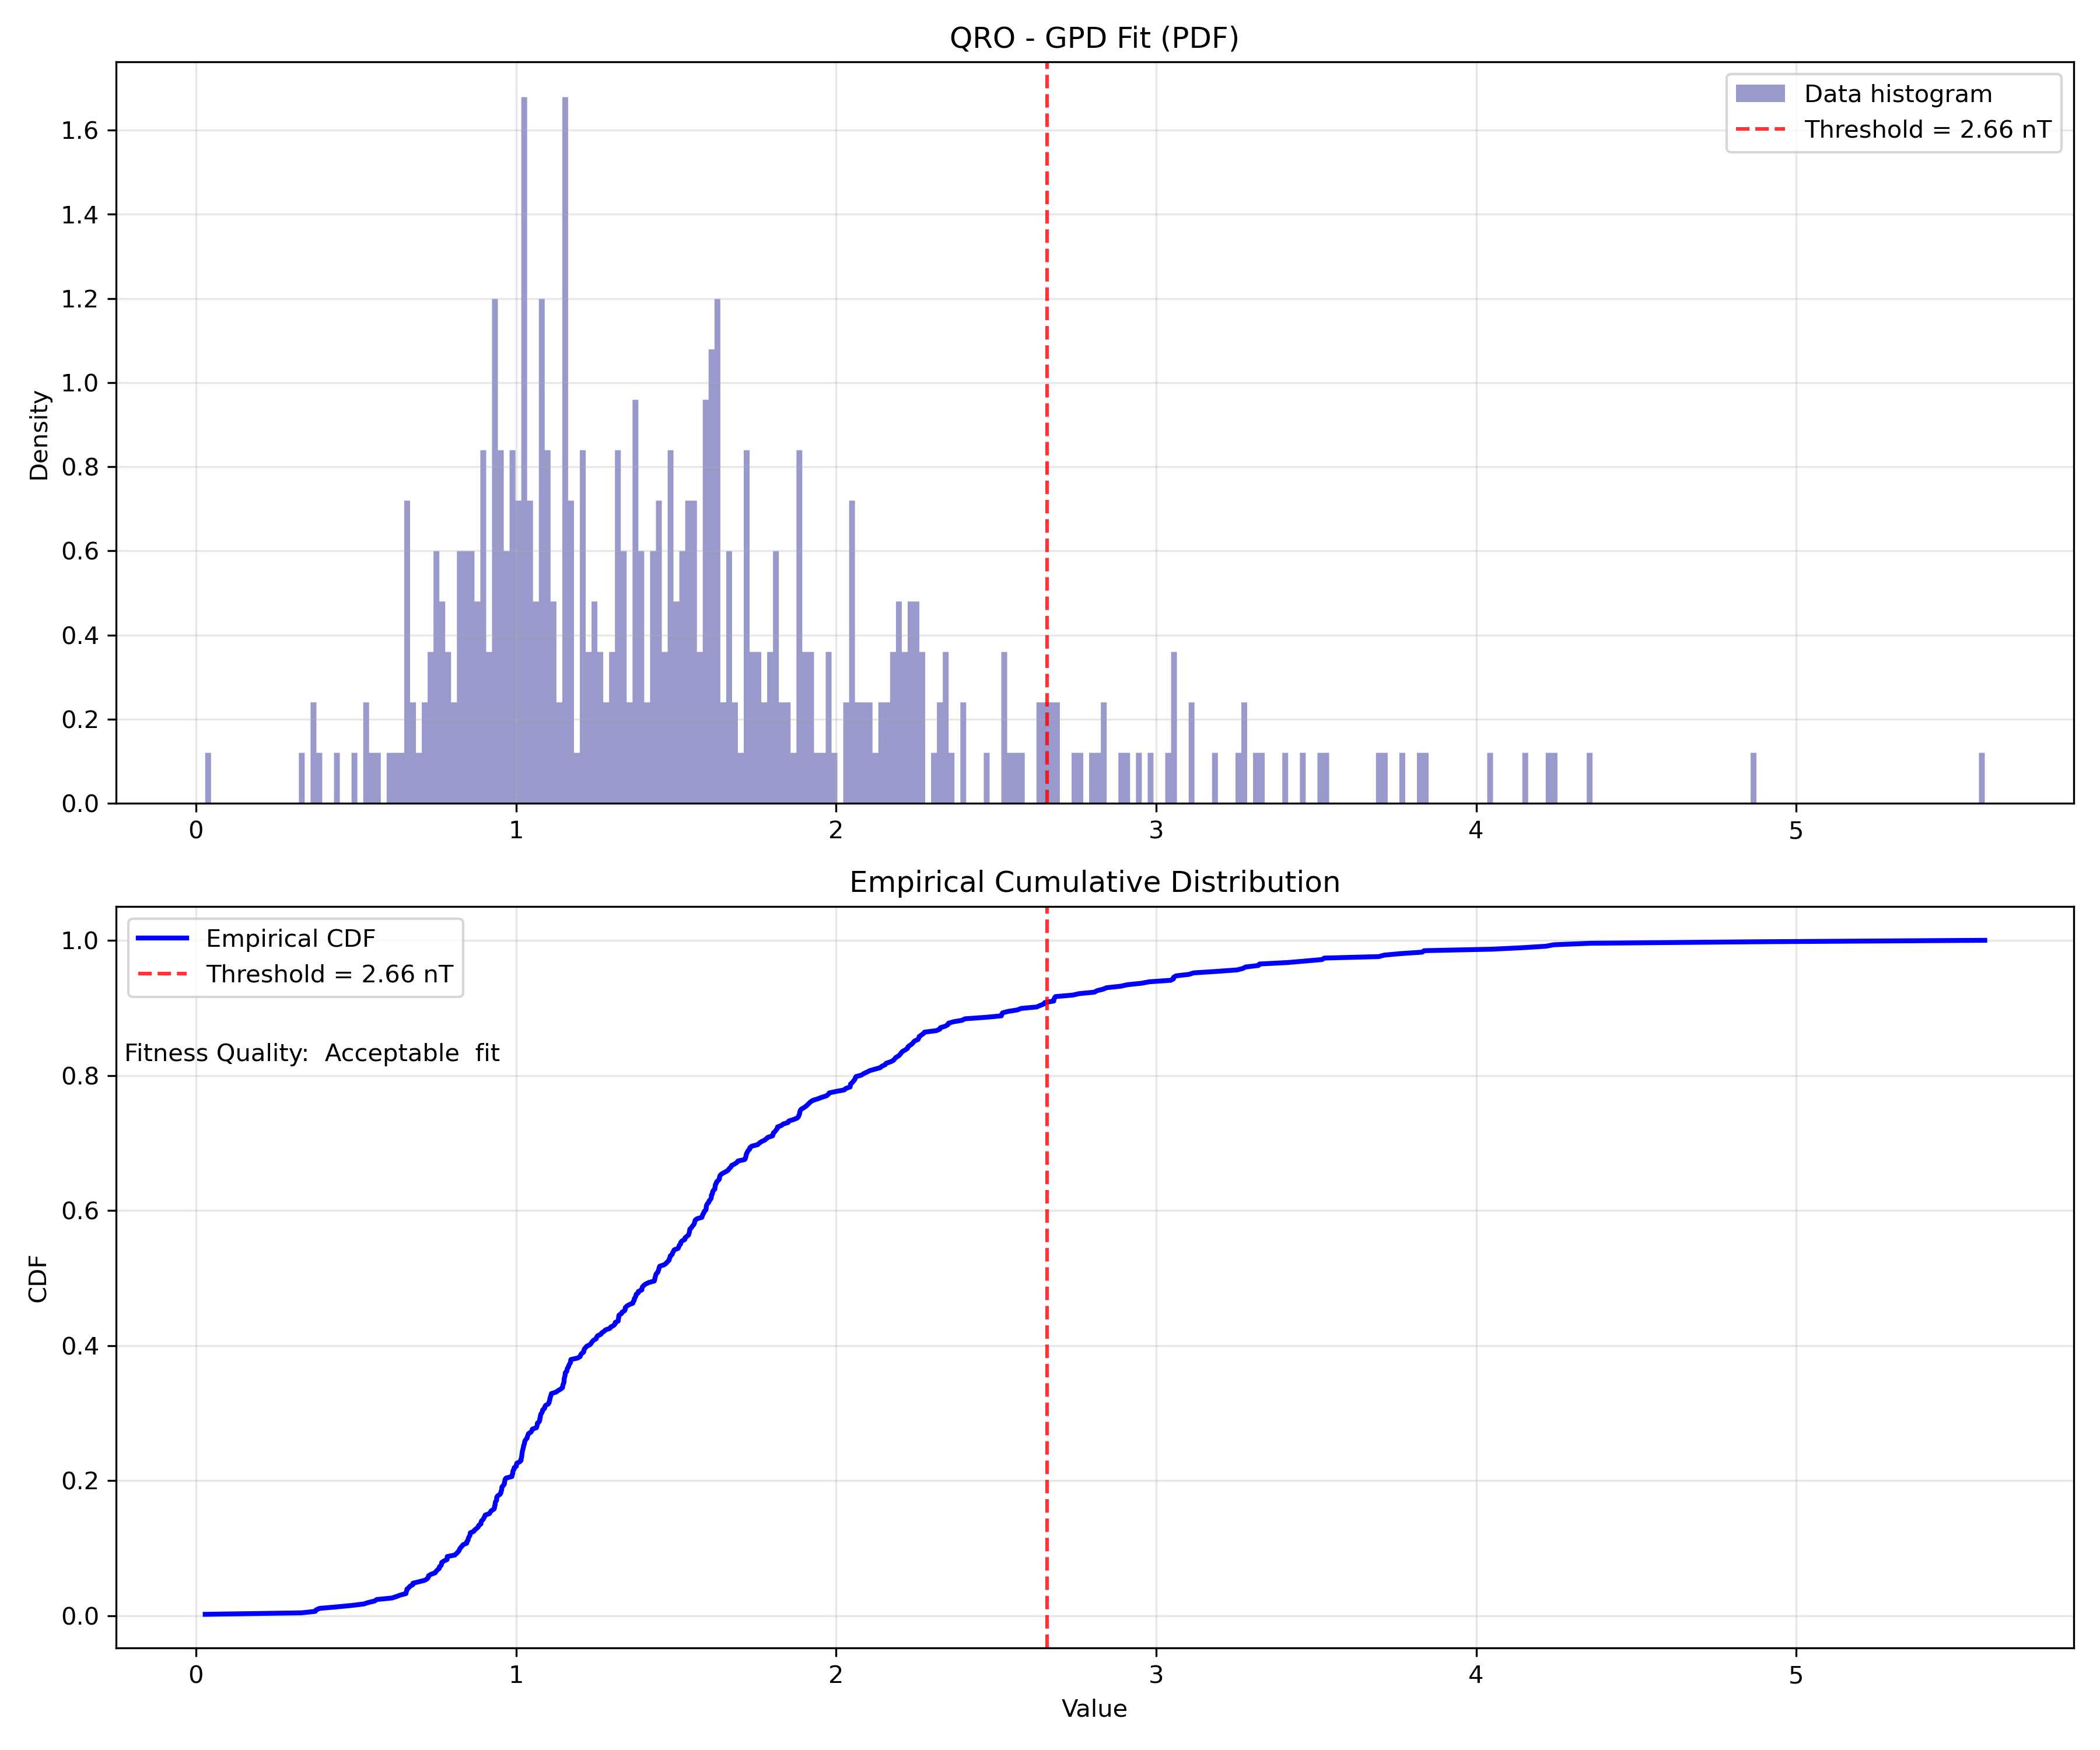 QRO - GPD Fit (PDF)
Data histogram
Threshold = 2.66 nT
Density
1.6
1.4
1.2
1.0
0.8
0.6
0.4
0.2
0.0
0 1 2 3 4 5
Empirical Cumulative Distribution
Empirical CDF
Threshold = 2.66 nT
Fitness Quality:  Acceptable  fit
CDF
1.0
0.8
0.6
0.4
0.2
0.0
0 1 2 3 4 5
Value